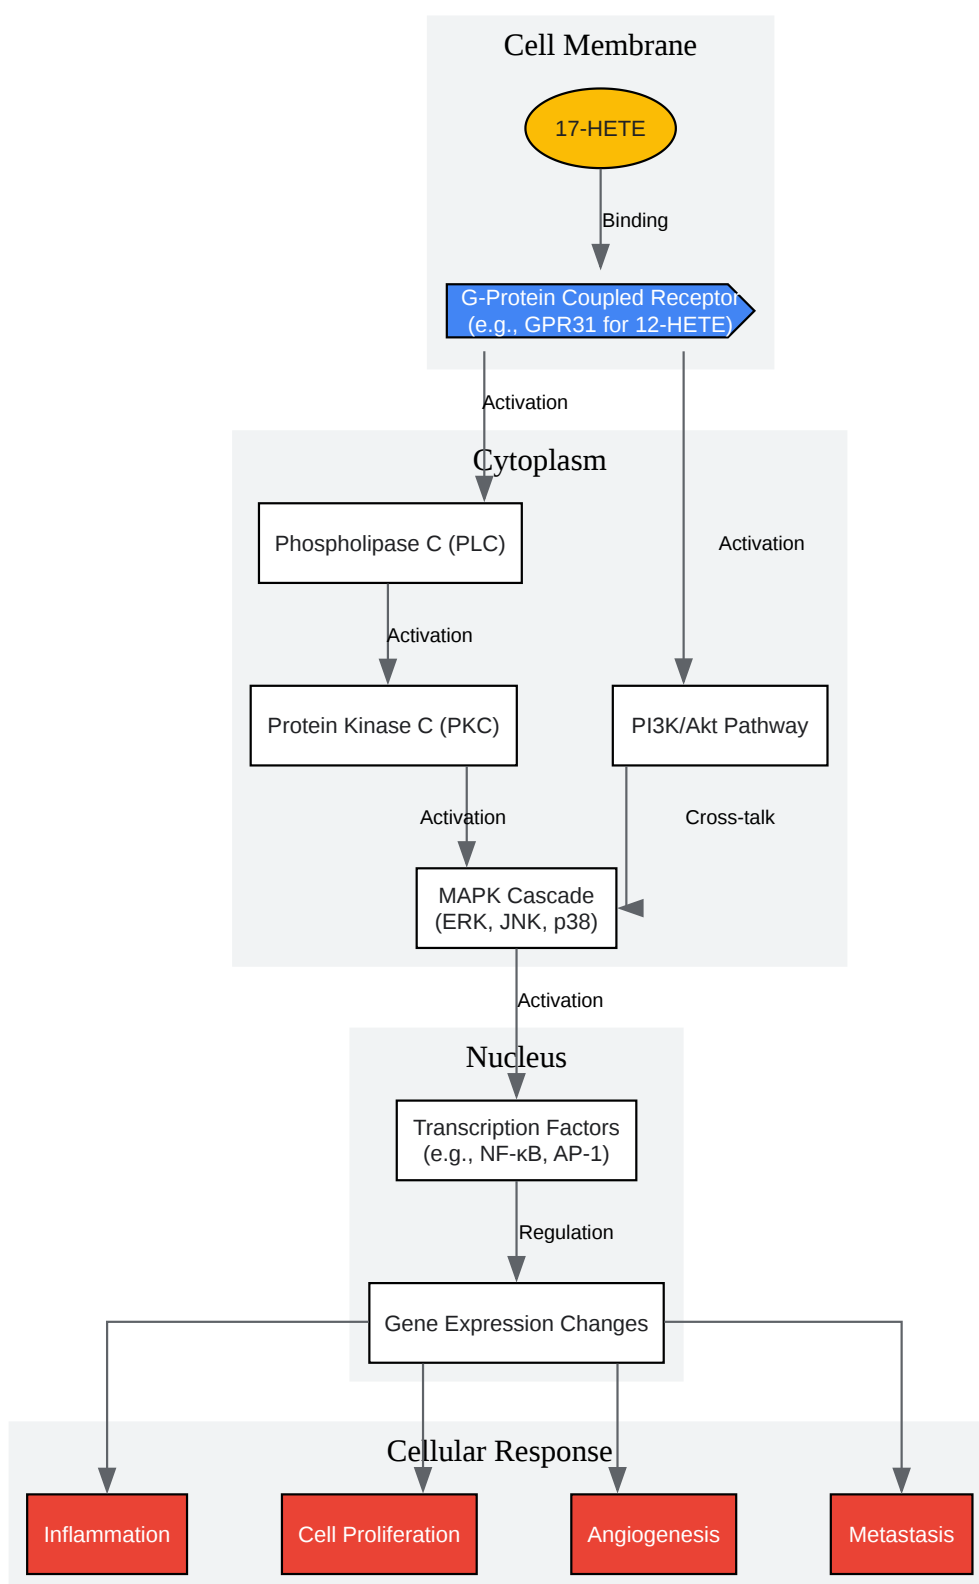 Cell Membrane
17-HETE
Binding
G-Protein Coupled Receptor
(e.g., GPR31 for 12-HETE)
Activation
Cytoplasm
Phospholipase C (PLC)
Activation
Activation
Protein Kinase C (PKC)
PI3K/Akt Pathway
Activation
Cross-talk
MAPK Cascade
(ERK, JNK, p38)
Activation
Nucleus
Transcription Factors
(e.g., NF-κB, AP-1)
Regulation
Gene Expression Changes
Cellular Response
Inflammation
Cell Proliferation
Angiogenesis
Metastasis